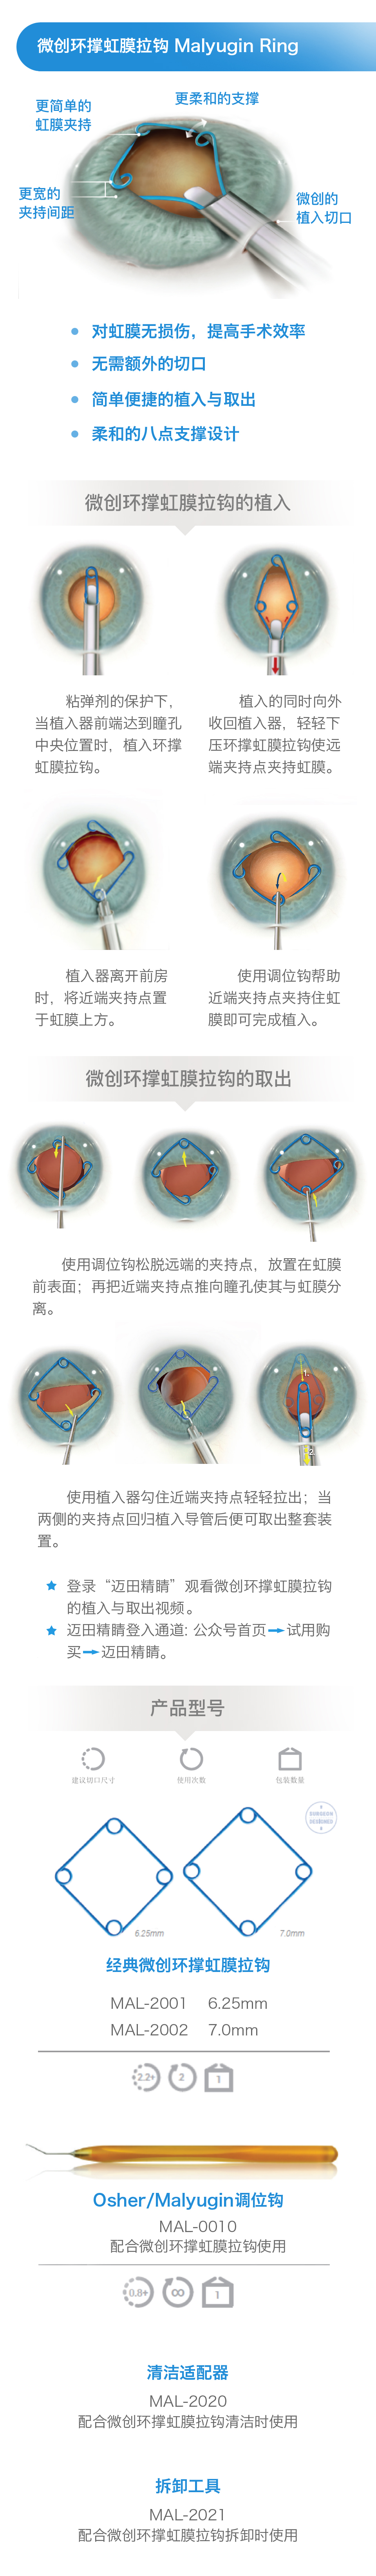 微创环撑虹膜拉钩 Malyugin Ring
更柔和的支撑
更简单的
虹膜夹持
更宽的
夹持间距
微创的
植入切口
对虹膜无损伤，提高手术效率
无需额外的切口
简单便捷的植入与取出
柔和的八点支撑设计
微创环撑虹膜拉钩的植入
粘弹剂的保护下，
当植入器前端达到瞳孔
中央位置时，植入环撑
虹膜拉钩。
植入的同时向外
收回植入器，轻轻下
压环撑虹膜拉钩使远
端夹持点夹持虹膜。
植入器离开前房
时，将近端夹持点置
于虹膜上方。
使用调位钩帮助
近端夹持点夹持住虹
膜即可完成植入。
微创环撑虹膜拉钩的取出
使用调位钩松脱远端的夹持点，放置在虹膜
前表面；再把近端夹持点推向瞳孔使其与虹膜分
离。
1.
2.
使用植入器勾住近端夹持点轻轻拉出；当
两侧的夹持点回归植入导管后便可取出整套装
置。
登录“迈田精睛”观看微创环撑虹膜拉钩
的植入与取出视频。
迈田精睛登入通道: 公众号首页➡试用购
买➡迈田精睛。
产品型号
建议切口尺寸
使用次数
包装数量
SURGEON
DESIGNED
6.25mm
7.0mm
经典微创环撑虹膜拉钩
MAL-2001 6.25mm
MAL-2002 7.0mm
2.2+ 2 1
Osher/Malyugin调位钩
MAL-0010
配合微创环撑虹膜拉钩使用
0.8+ ∞ 1
清洁适配器
MAL-2020
配合微创环撑虹膜拉钩清洁时使用
拆卸工具
MAL-2021
配合微创环撑虹膜拉钩拆卸时使用